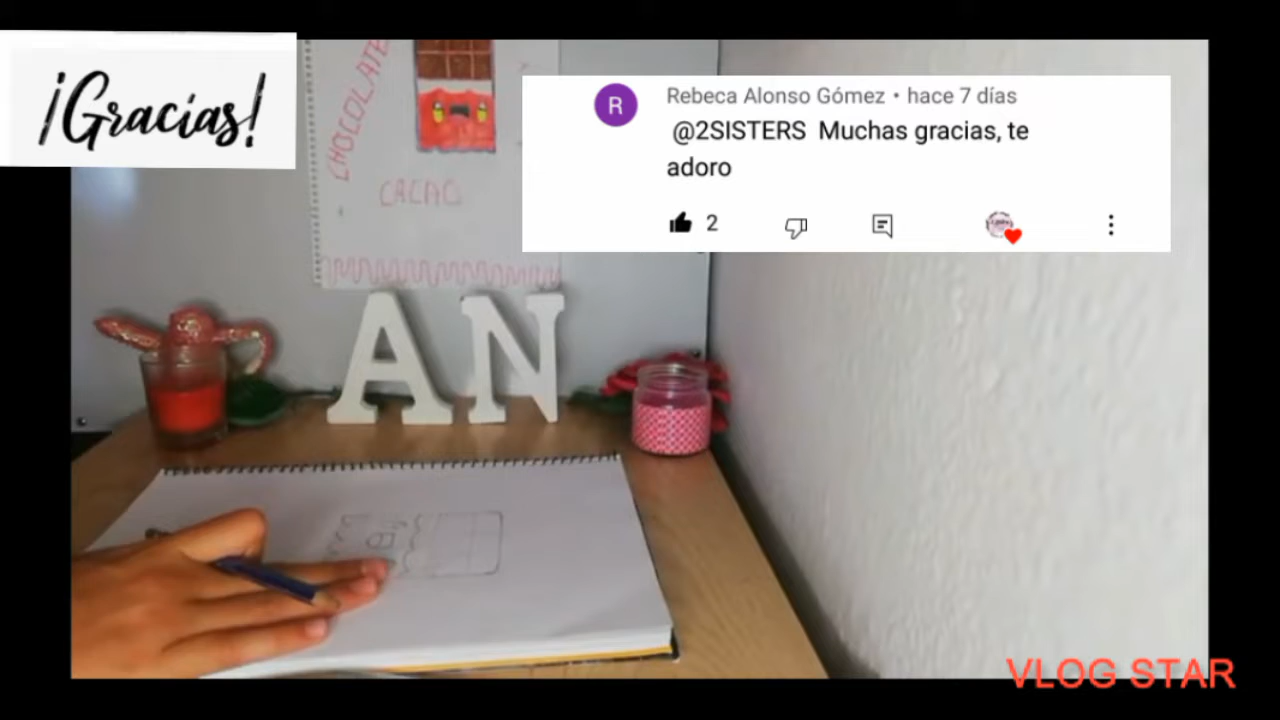 ¡Gracias!
CHOCOLATE
CACAO
R
Rebeca Alonso Gómez • hace 7 días
@2SISTERS Muchas gracias, te
adoro
2
AN
VLOG STAR